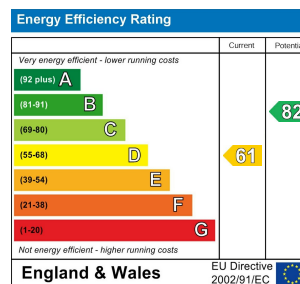 Energy Efficiency Rating
Current
Very energy efficient - lower running costs
(92 plus) A
(81-91) B
(69-80) C
(55-68) D
(39-54) E
(21-38) F
(1-20) G
61
82
Not energy efficient - higher running costs
England & Wales
EU Directive
2002/91/EC